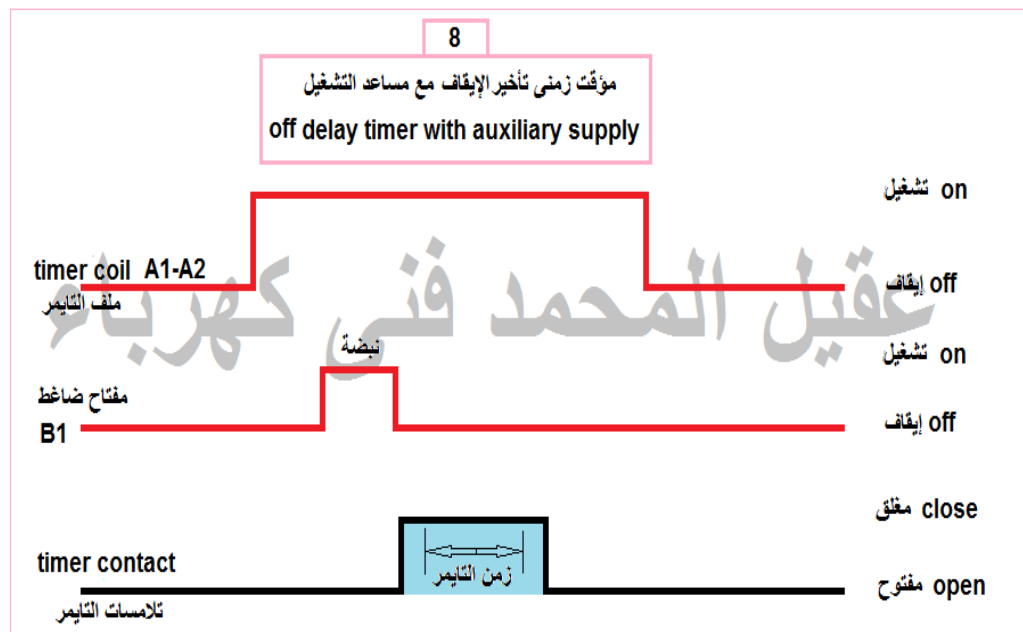 8
مؤقت زمنى تأخير الإيقاف مع مساعد التشغيل
off delay timer with auxiliary supply
on تشغيل
timer coil A1-A2
ملف التايمر
off إيقاف
عقيل المحمد فنى كهرباء
نبضة
on تشغيل
مفتاح ضاغط
B1
off إيقاف
close مغلق
timer contact
زمن التايمر
open مفتوح
تلامسات التايمر